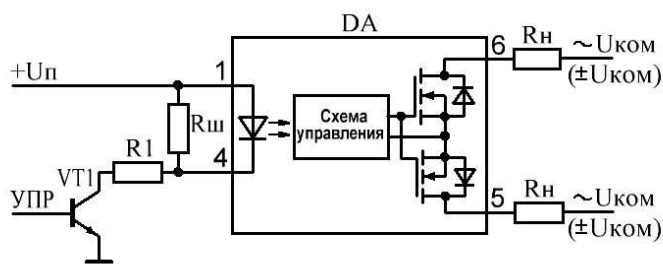 DA
+Uп
1
Rш
R1
4
VT1
УПР
Схема
управления
6
Rн
~Uком
(±Uком)
5
Rн
~Uком
(±Uком)